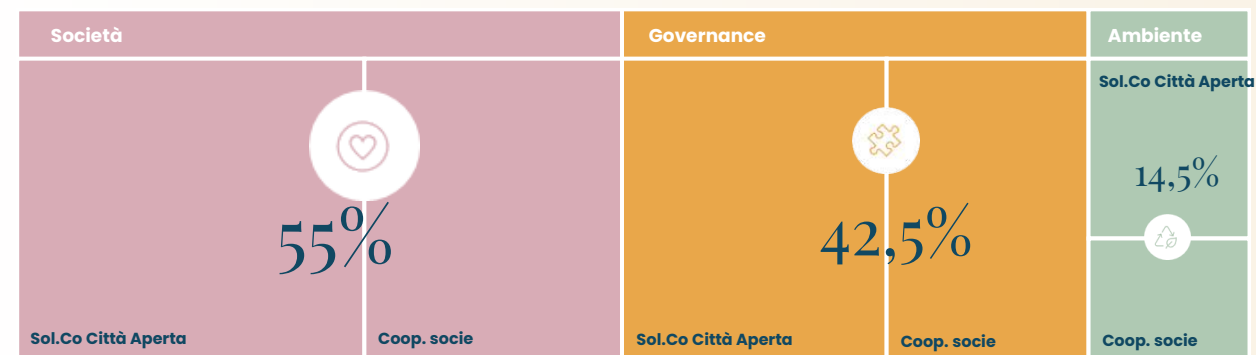 Società
55%
Sol.Co Città Aperta
Coop. socie
Governance
42,5%
Sol.Co Città Aperta
Coop. socie
Ambiente
Sol.Co Città Aperta
14,5%
Coop. socie